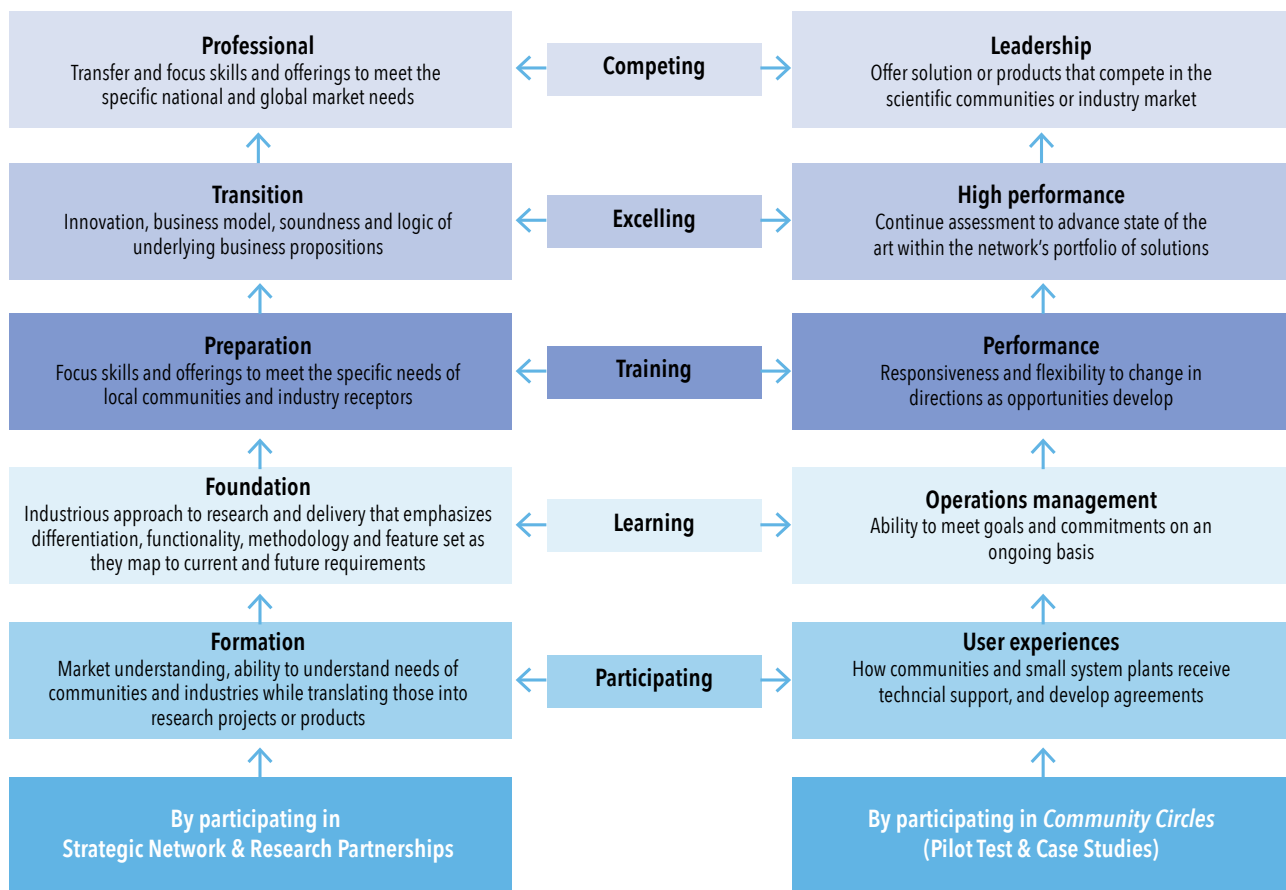 Professional
Transfer and focus skills and offerings to meet the
specific national and global market needs
Competing
Leadership
Offer solution or products that compete in the
scientific communities or industry market
Transition
Innovation, business model, soundness and logic of
underlying business propositions
Excelling
High performance
Continue assessment to advance state of the
art within the network's portfolio of solutions
Preparation
Focus skills and offerings to meet the specific needs of
local communities and industry receptors
Training
Performance
Responsiveness and flexibility to change in
directions as opportunities develop
Foundation
Industrious approach to research and delivery that emphasizes
differentiation, functionality, methodology and feature set as
they map to current and future requirements
Learning
Operations management
Ability to meet goals and commitments on an
ongoing basis
Formation
Market understanding, ability to understand needs of
communities and industries while translating those into
research projects or products
Participating
User experiences
How communities and small system plants receive
techncial support, and develop agreements
By participating in
Strategic Network & Research Partnerships
By participating in Community Circles
(Pilot Test & Case Studies)